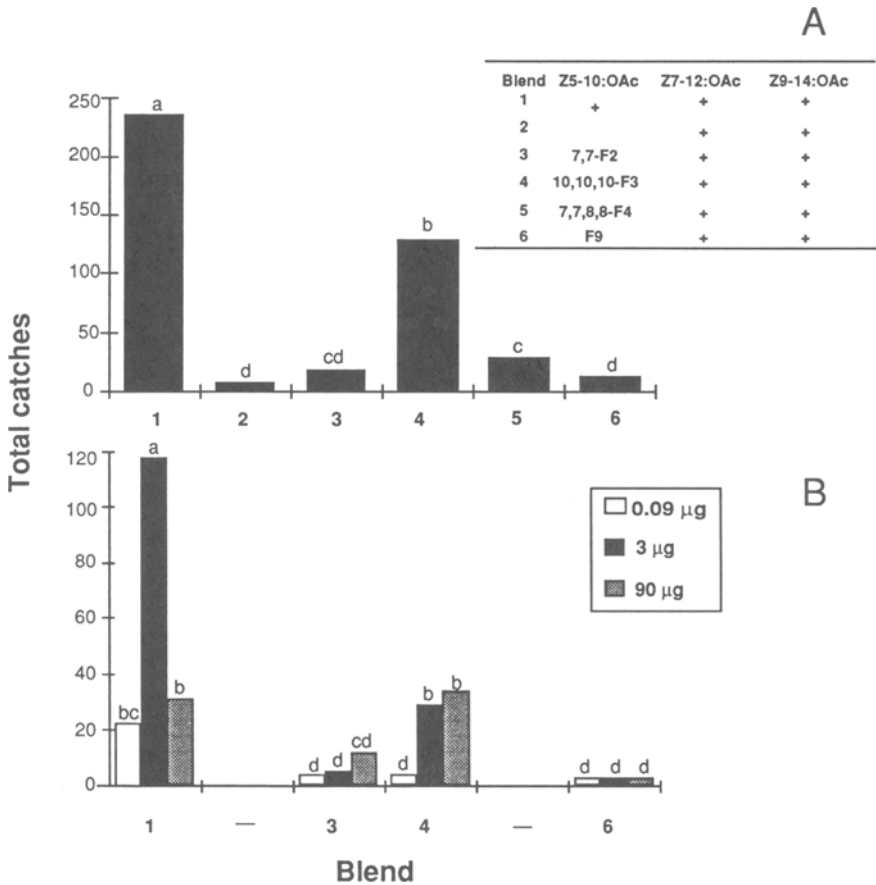 A
Blend Z5-10:OAc Z7-12:OAc Z9-14:OAc
1 + + +
2 + +
3 7,7-F2 + +
4 10,10,10-F3 + +
5 7,7,8,8-F4 + +
6 F9 + +
Total catches
250
200
150
100
50
0
a
d
cd
b
c
d
1 2 3 4 5 6
B
0.09 µg
3 µg
90 µg
120
100
80
60
40
20
0
bc a b
d d cd
d b b
d d d
1 — 3 4 — 6
Blend